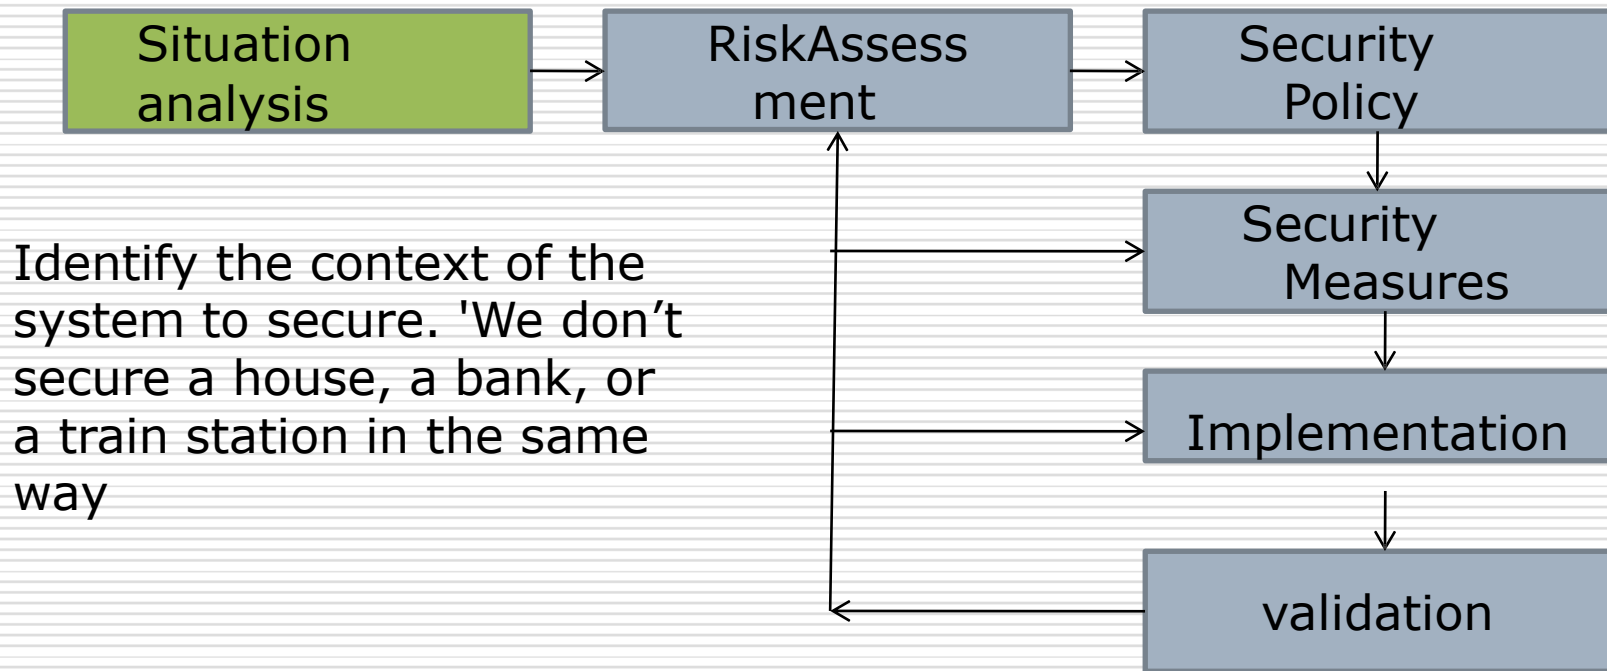 Situation
analysis
RiskAssess
ment
Security
Policy
Security
Measures
Identify the context of the
system to secure. 'We don’t
secure a house, a bank, or
a train station in the same
way
Implementation
validation